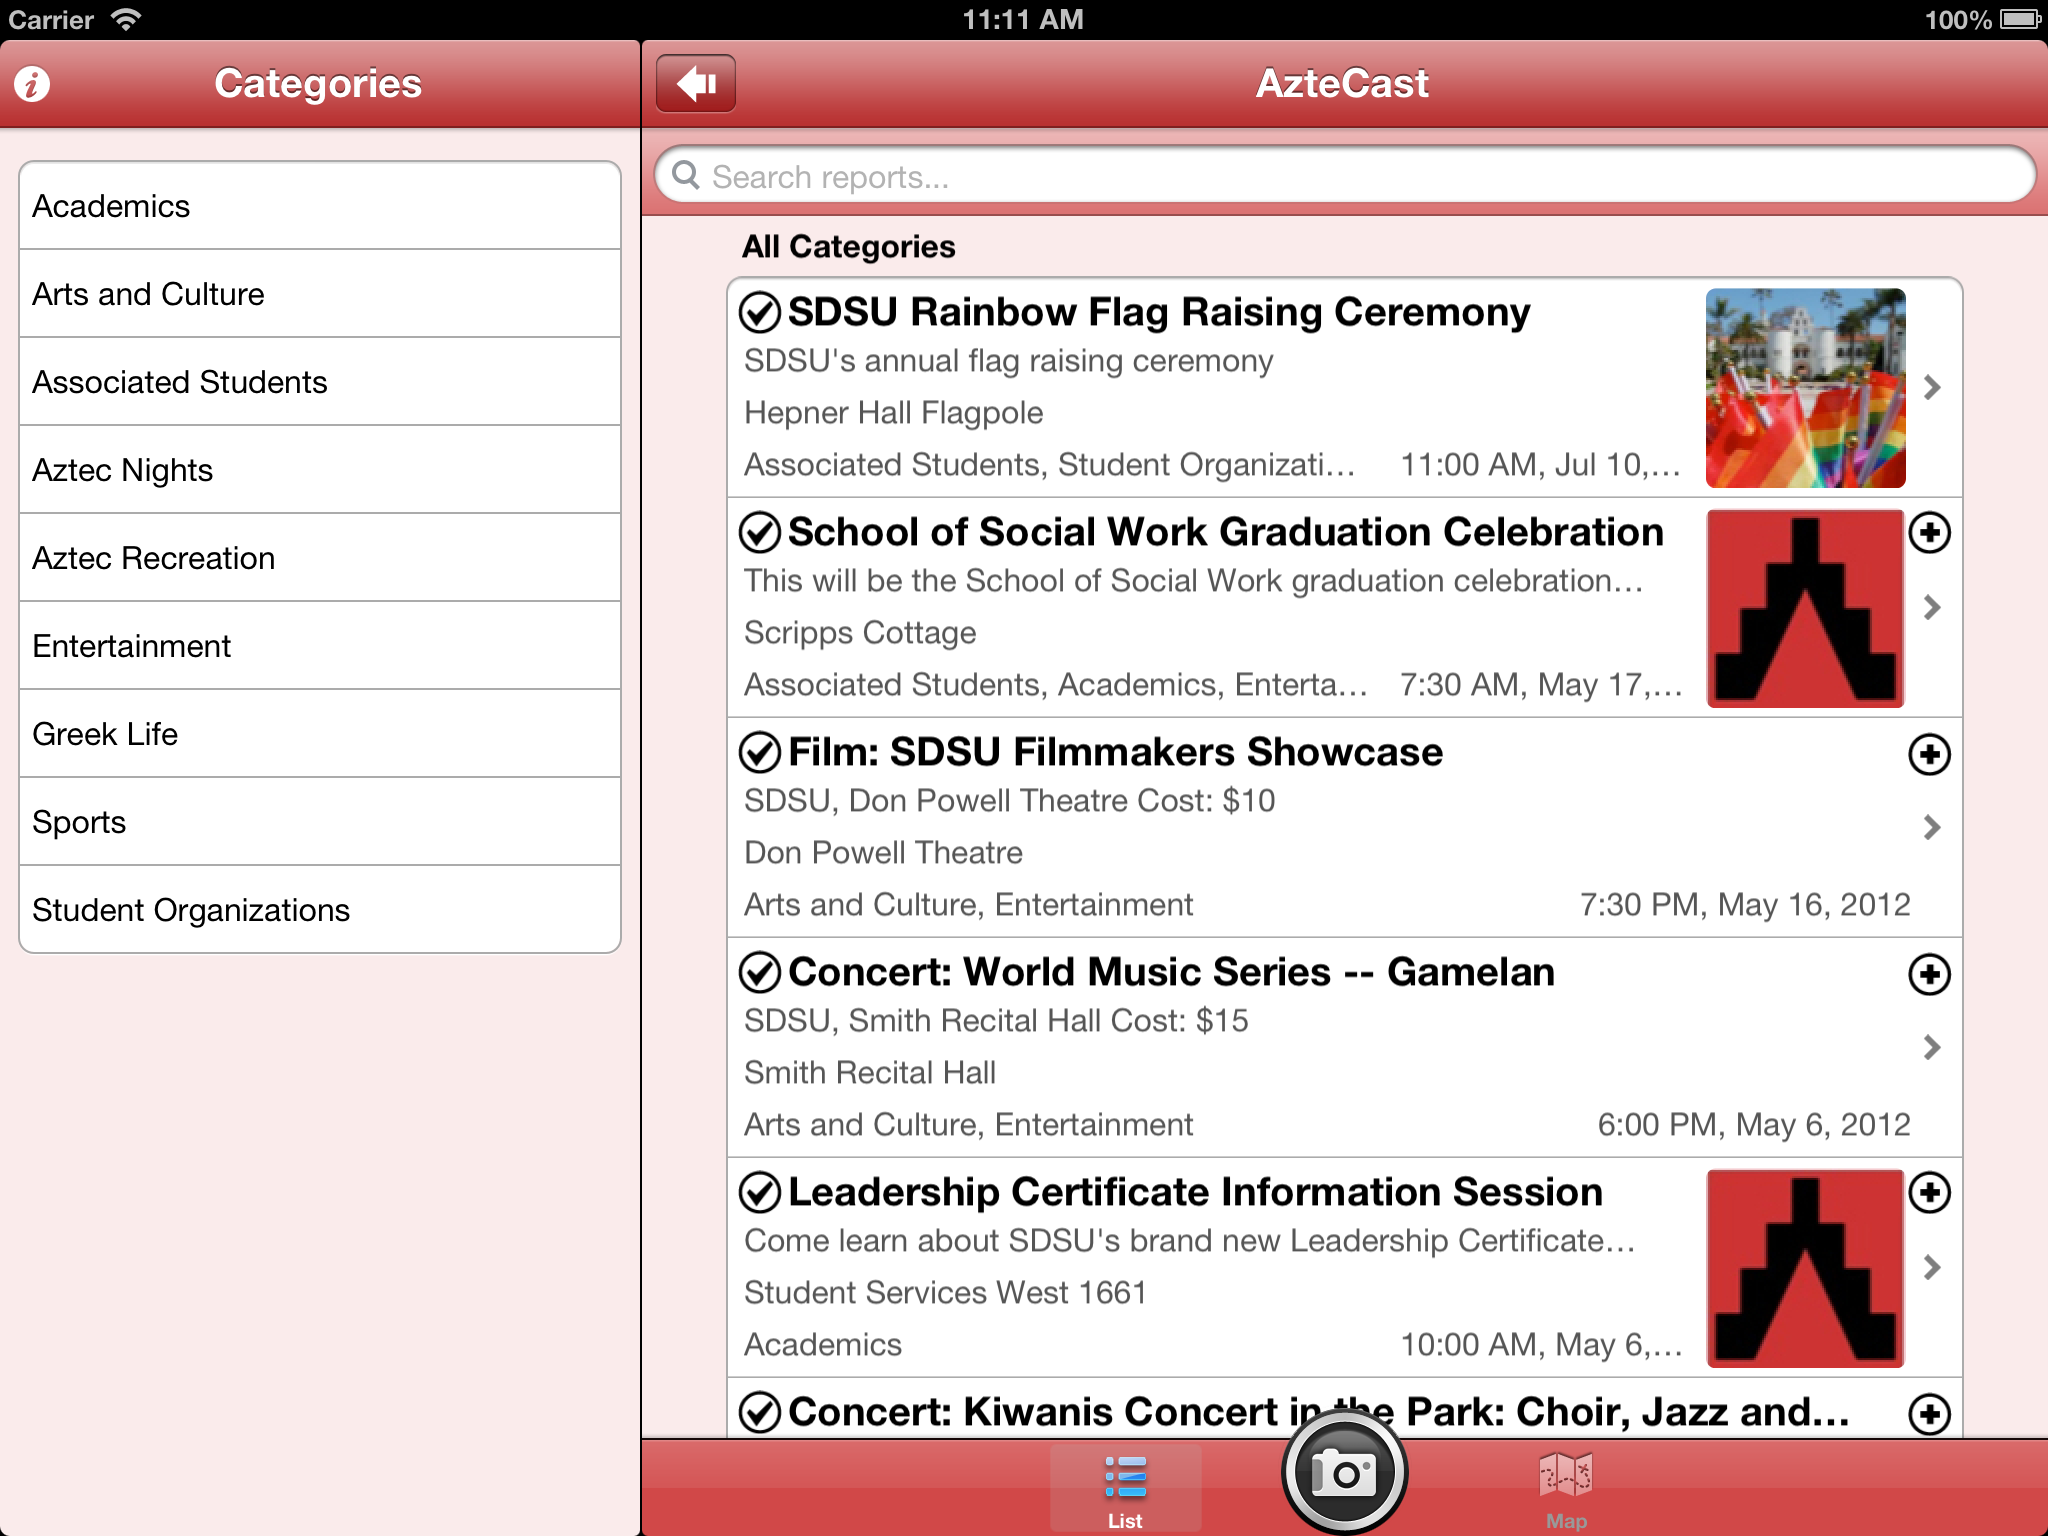 Carrier
11:11 AM
100%
Categories
Academics
Arts and Culture
Associated Students
Aztec Nights
Aztec Recreation
Entertainment
Greek Life
Sports
Student Organizations
AzteCast
Search reports...
All Categories
SDSU Rainbow Flag Raising Ceremony
SDSU's annual flag raising ceremony
Hepner Hall Flagpole
Associated Students, Student Organizati... 11:00 AM, Jul 10,...
School of Social Work Graduation Celebration
This will be the School of Social Work graduation celebration...
Scripps Cottage
Associated Students, Academics, Enterta... 7:30 AM, May 17,...
Film: SDSU Filmmakers Showcase
SDSU, Don Powell Theatre Cost: $10
Don Powell Theatre
Arts and Culture, Entertainment 7:30 PM, May 16, 2012
Concert: World Music Series -- Gamelan
SDSU, Smith Recital Hall Cost: $15
Smith Recital Hall
Arts and Culture, Entertainment 6:00 PM, May 6, 2012
Leadership Certificate Information Session
Come learn about SDSU's brand new Leadership Certificate...
Student Services West 1661
Academics 10:00 AM, May 6,...
Concert: Kiwanis Concert in the Park: Choir, Jazz and...
List
Map